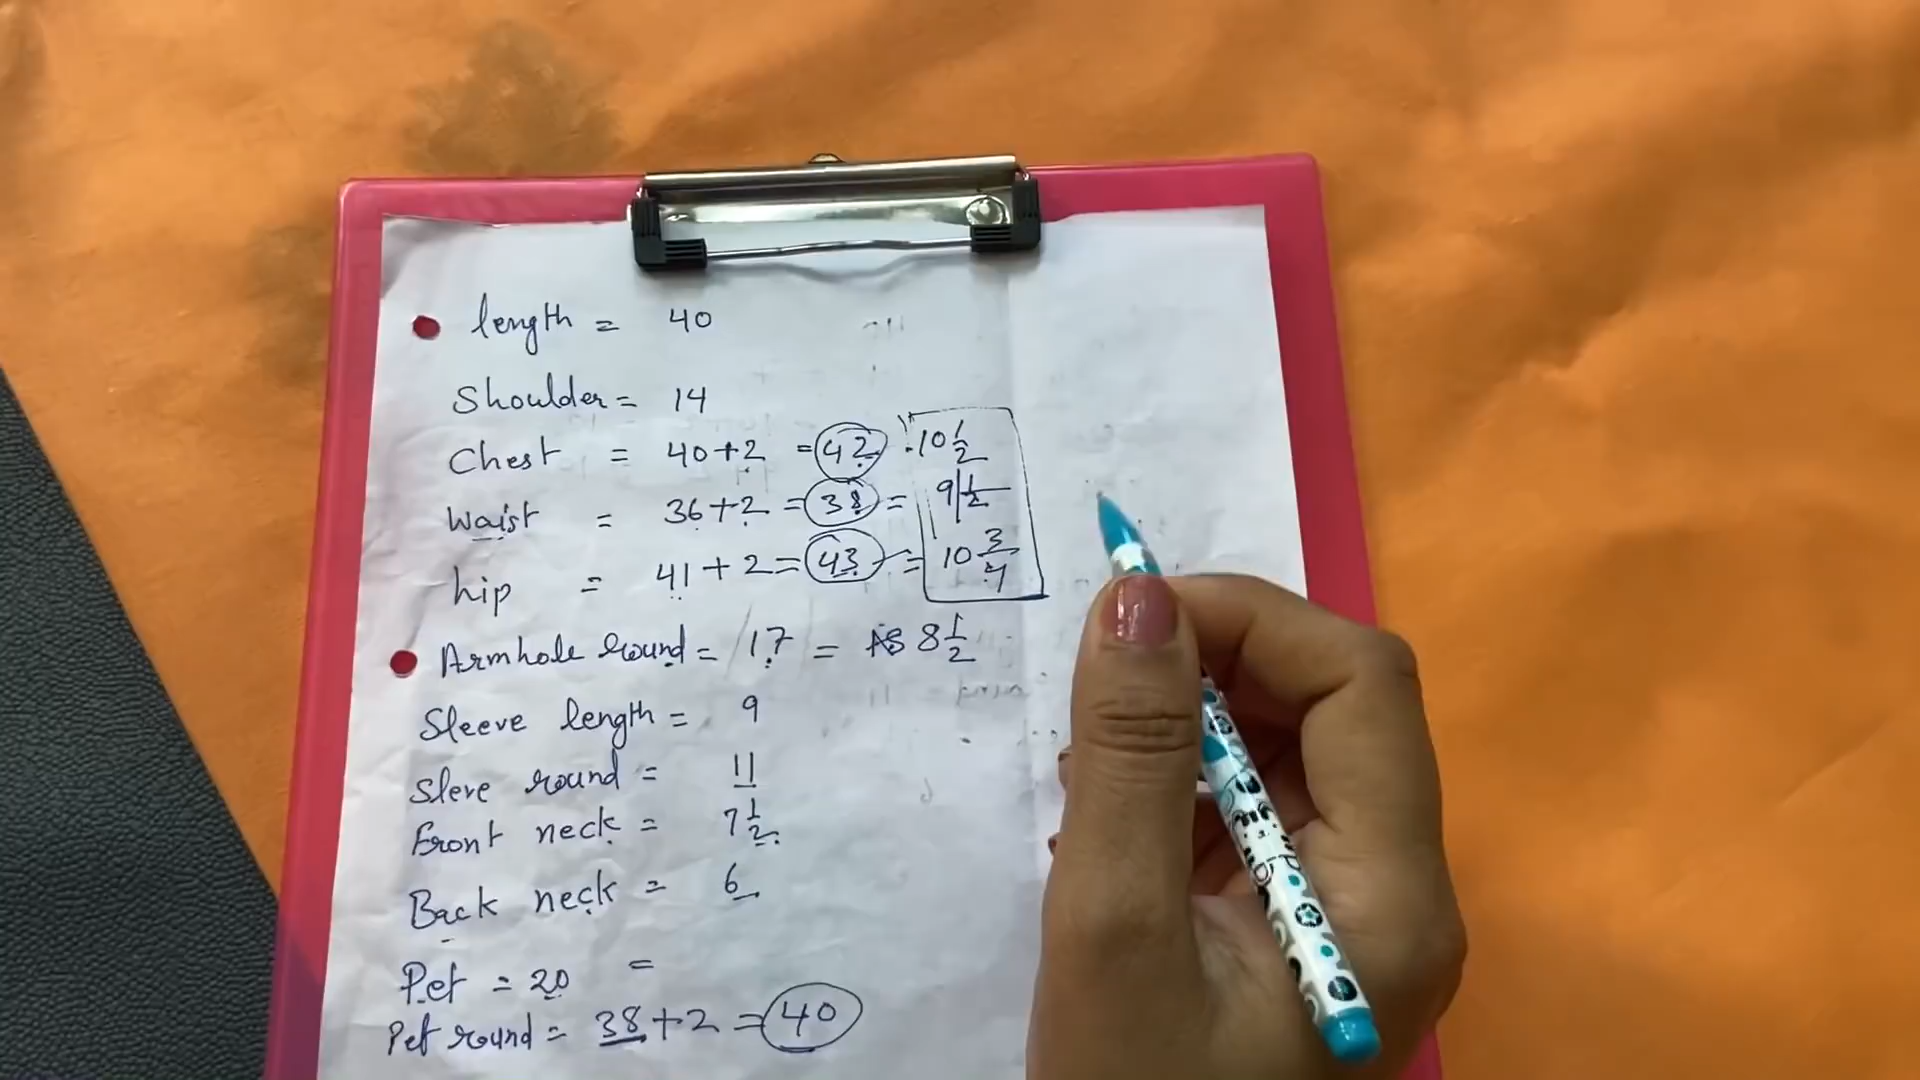 length = 40
Shoulder = 14
Chest = 40+2 = 42 10 1/2
Waist = 36+2 = 38 = 9 1/2
hip = 41+2 = 43 = 10 3/4
Armhole round = 17 = 8 1/2
Sleeve length = 9
Sleve round = 11
Front neck = 7 1/2
Back neck = 6
Pet = 20 =
Pet round = 38+2 = 40